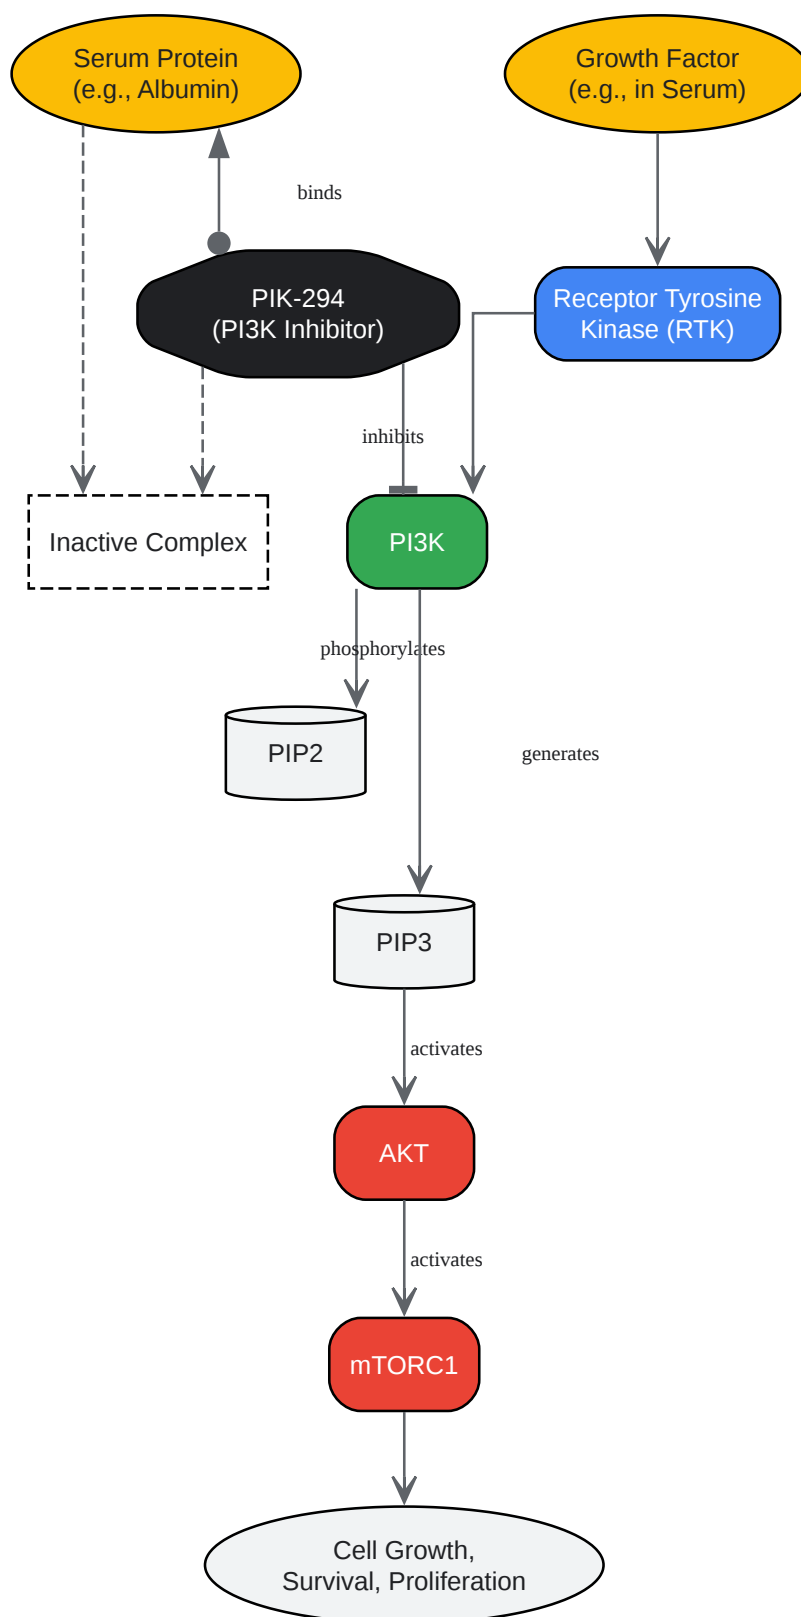 Serum Protein
(e.g., Albumin)
Growth Factor
(e.g., in Serum)
binds
PIK-294
(PI3K Inhibitor)
Receptor Tyrosine
Kinase (RTK)
inhibits
Inactive Complex
PI3K
phosphorylates
PIP2
generates
PIP3
activates
AKT
activates
mTORC1
Cell Growth,
Survival, Proliferation